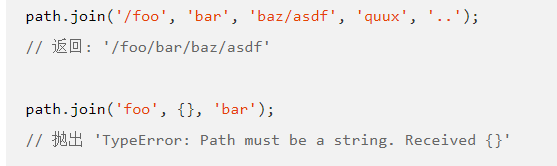 path.join('/foo', 'bar', 'baz/asdf', 'quux', '..');
// 返回: '/foo/bar/baz/asdf'
path.join('foo', {}, 'bar');
// 抛出 'TypeError: Path must be a string. Received {}'